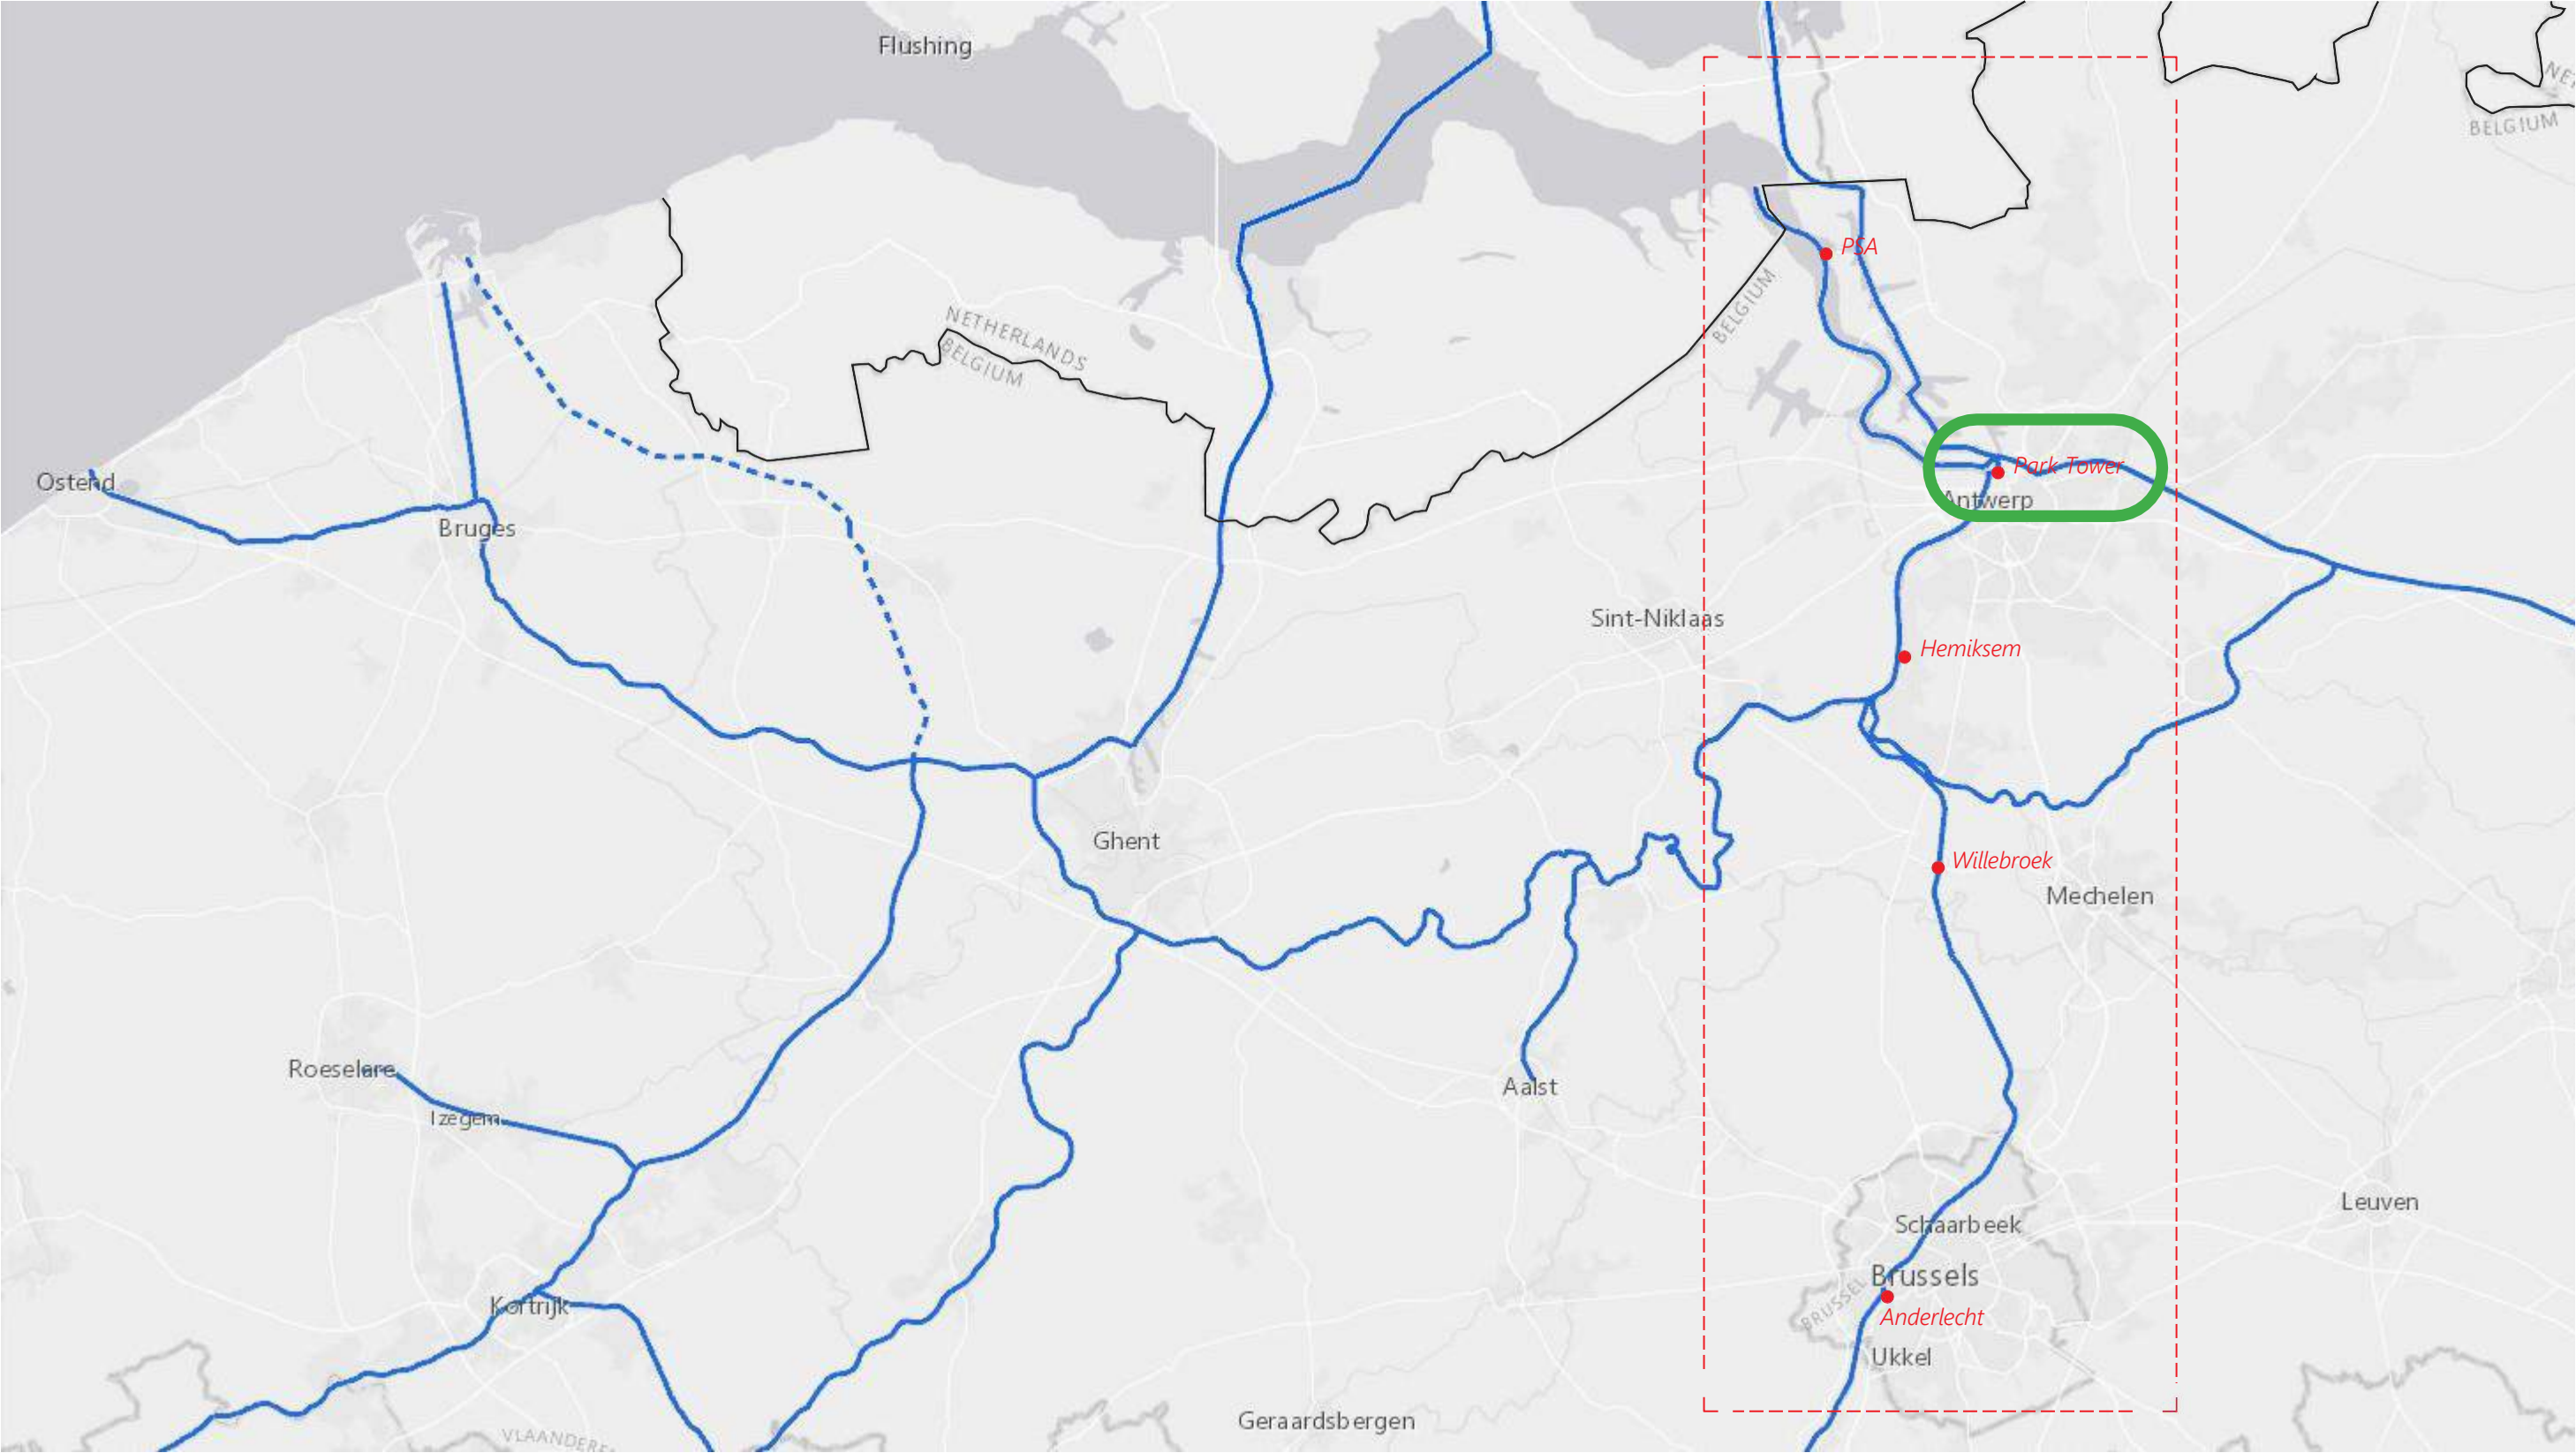 Flushing
NETHERLANDS
BELGIUM
BELGIUM
BELGIUM
PSA
Park Tower
Antwerp
Ostend
Bruges
Sint-Niklaas
Hemiksem
Ghent
Willebroek
Mechelen
Roeselare
Izegem
Aalst
Leuven
Schaarbeek
Brussels
BRUSSEL
Anderlecht
Kortrijk
Ukkel
Geraardsbergen